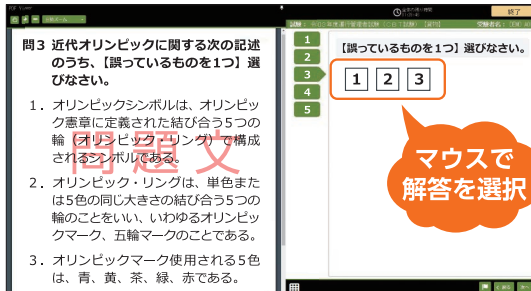 終了
【誤っているものを1つ】選びなさい。
1
2
3
4
5
1 2 3
マウスで
解答を選択
問3 近代オリンピックに関する次の記述
のうち、【誤っているものを1つ】選
びなさい。
1. オリンピックシンボルは、オリンピッ
ク憲章に定義された結び合う5つの
輪（オリンピック・リング）で構成
されるシンボルである。
2. オリンピック・リングは、単色また
は5色の同じ大きさの結び合う5つの
輪のことをいい、いわゆるオリンピッ
クマーク、五輪マークのことである。
3. オリンピックマーク使用される5色
は、青、黄、茶、緑、赤である。
問題文